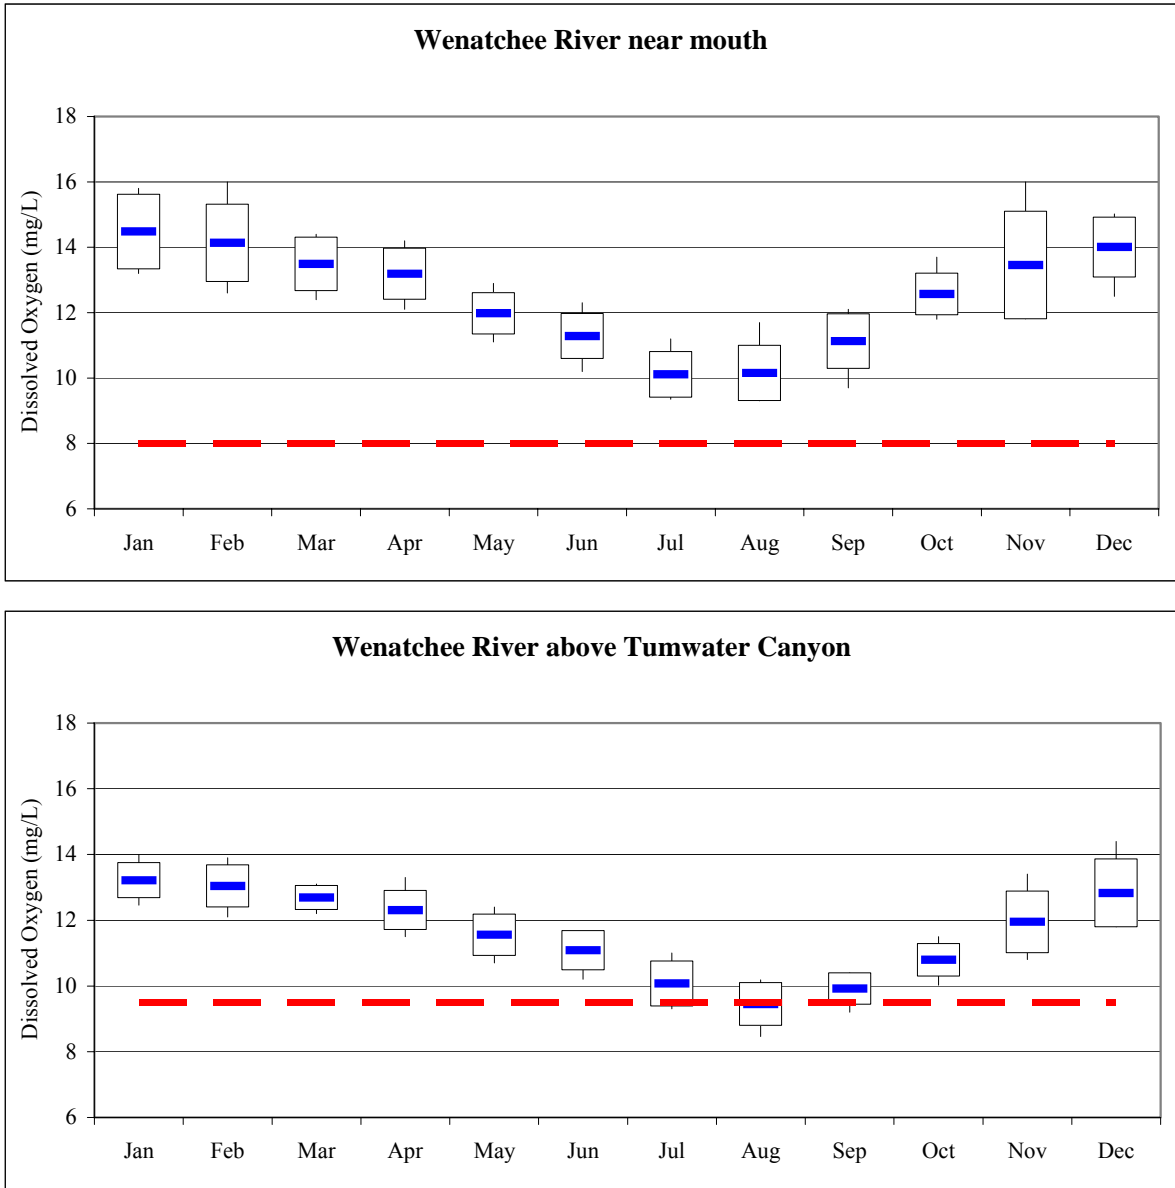 Wenatchee River near mouth
18
16
14
12
10
8
6
Dissolved Oxygen (mg/L)
Jan Feb Mar Apr May Jun Jul Aug Sep Oct Nov Dec
Wenatchee River above Tumwater Canyon
18
16
14
12
10
8
6
Dissolved Oxygen (mg/L)
Jan Feb Mar Apr May Jun Jul Aug Sep Oct Nov Dec